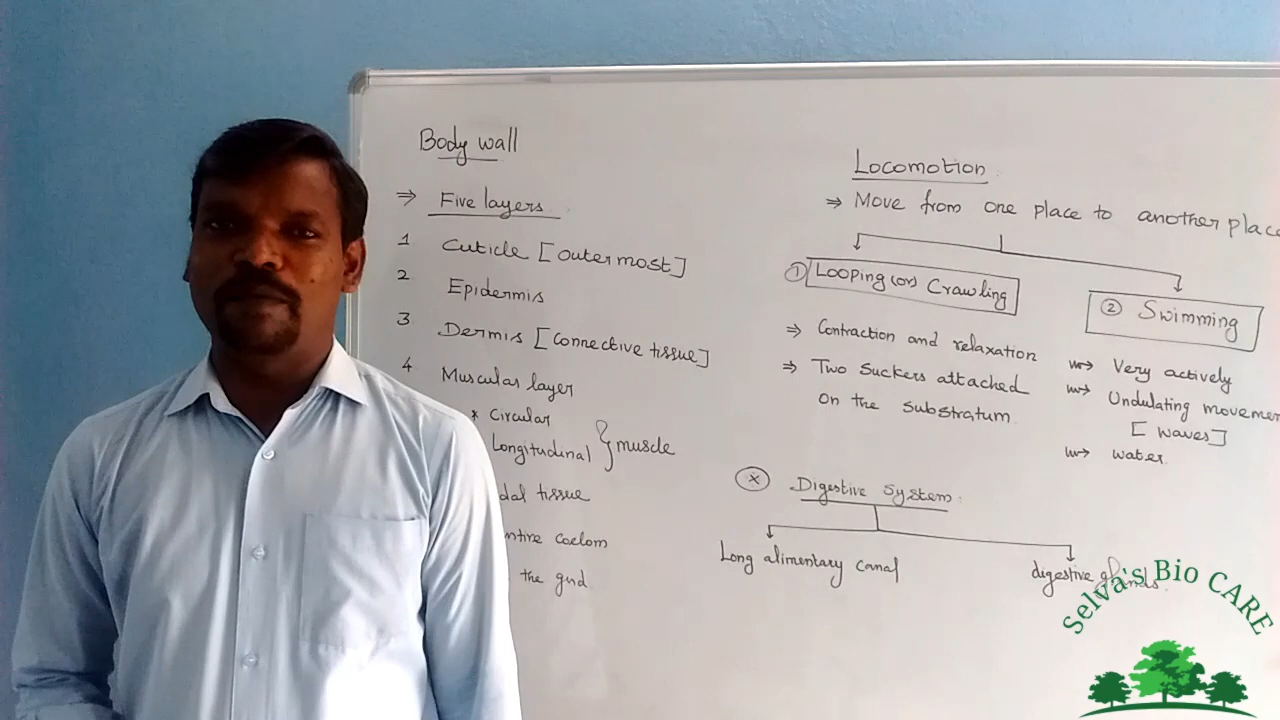 Body wall
⇒ Five layers
1 Cuticle [outermost]
2 Epidermis
3 Dermis [connective tissue]
4 Muscular layer
* Circular
Longitudinal } muscle
dal tissue
ntire coelom
the gud
Locomotion
⇒ Move from one place to another place
① Looping (or) Crawling
⇒ Contraction and relaxation
⇒ Two suckers attached
on the substratum
② Swimming
Very actively
Undulating movemen
[waves]
water
* Digestive system
Long alimentary canal
digestive glands
Selva's Bio CARE